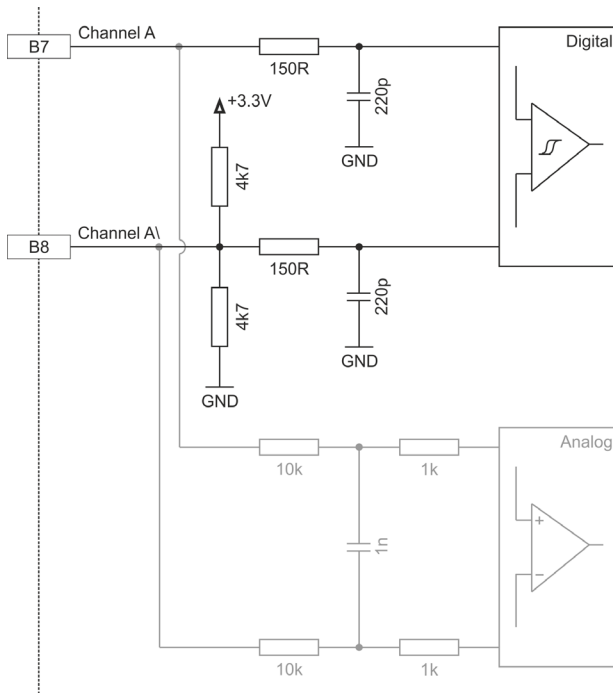 B7
Channel A
150R
220p
GND
Digital
+3.3V
4k7
B8
Channel A\
150R
220p
GND
4k7
GND
10k
1k
Analog
1n
+
−
10k
1k